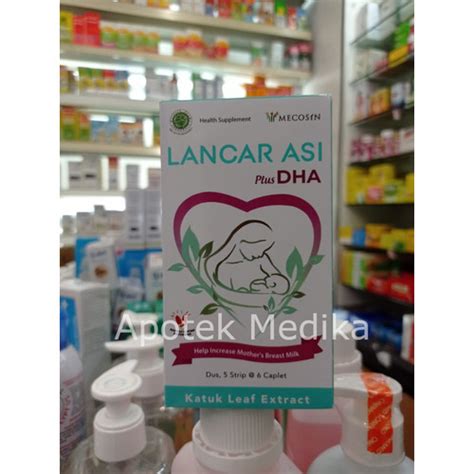 Health Supplement
MECOSIN
LANCAR ASI
Plus DHA
Apotek Medika
Help Increase Mother's Breast Milk
Dus, 5 Strip @ 6 Caplet
Katuk Leaf Extract